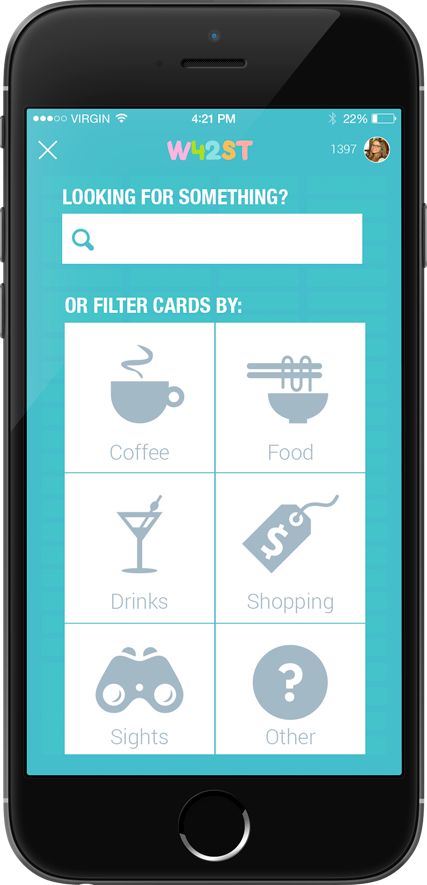 VIRGIN 4:21 PM 22%
W42ST 1397
LOOKING FOR SOMETHING?
OR FILTER CARDS BY:
Coffee Food
$
Drinks Shopping
?
Sights Other